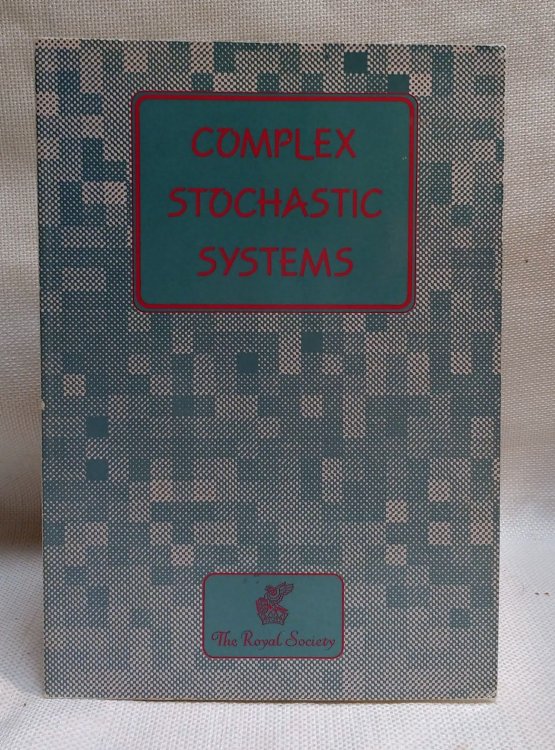 COMPLEX
STOCHASTIC
SYSTEMS
The Royal Society